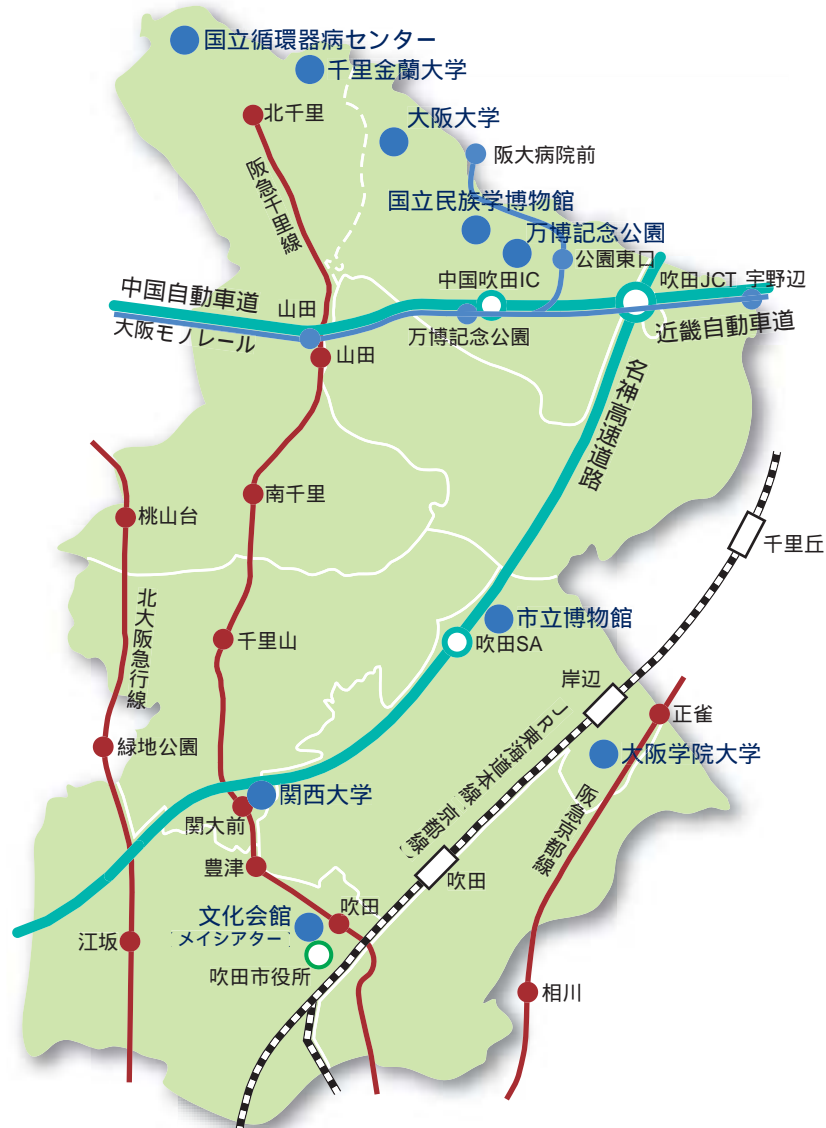 国立循環器病センター
千里金蘭大学
北千里
大阪大学
阪大病院前
阪急千里線
国立民族学博物館
万博記念公園
公園東口
中国吹田IC
吹田JCT
宇野辺
中国自動車道
山田
大阪モノレール
万博記念公園
近畿自動車道
山田
名神高速道路
南千里
桃山台
千里丘
北大阪急行線
市立博物館
千里山
吹田SA
岸辺
正雀
JR東海道本線（京都線）
緑地公園
大阪学院大学
関西大学
阪急京都線
関大前
豊津
吹田
吹田
文化会館
メイシアター
江坂
吹田市役所
相川